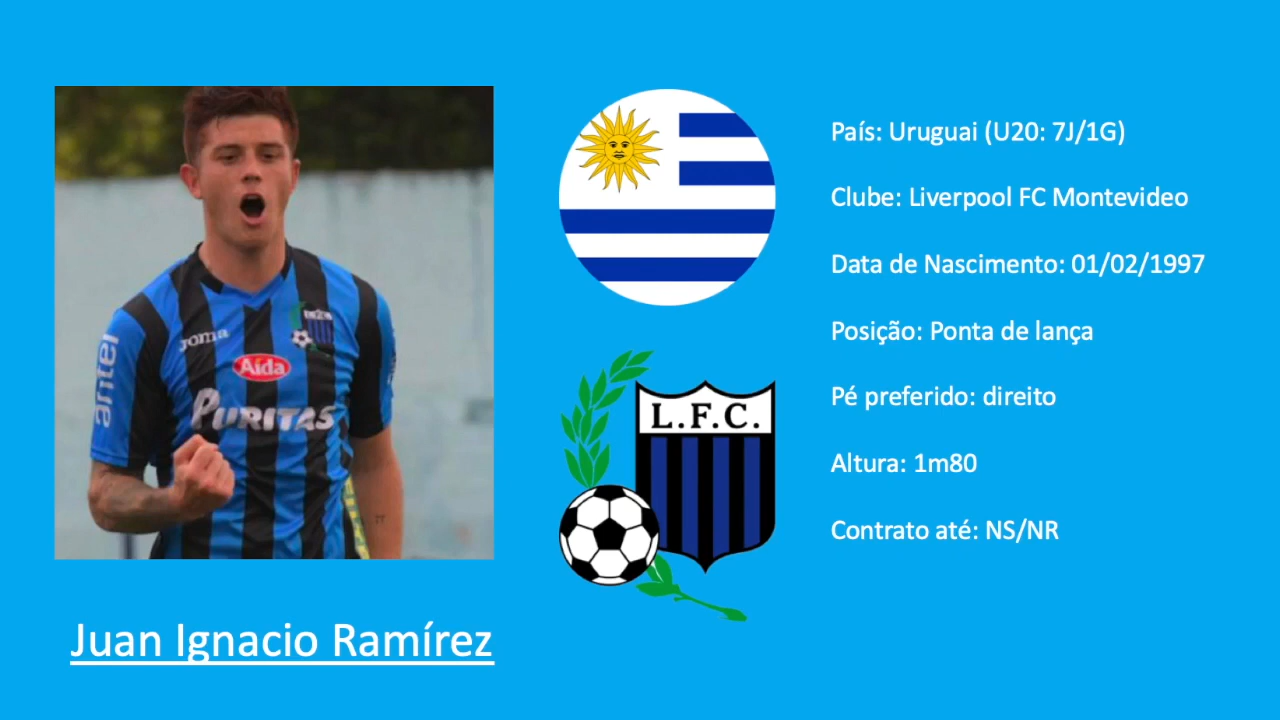 antel
Joma
Aída
PURITAS
Juan Ignacio Ramírez
L.F.C.
País: Uruguai (U20: 7J/1G)
Clube: Liverpool FC Montevideo
Data de Nascimento: 01/02/1997
Posição: Ponta de lança
Pé preferido: direito
Altura: 1m80
Contrato até: NS/NR